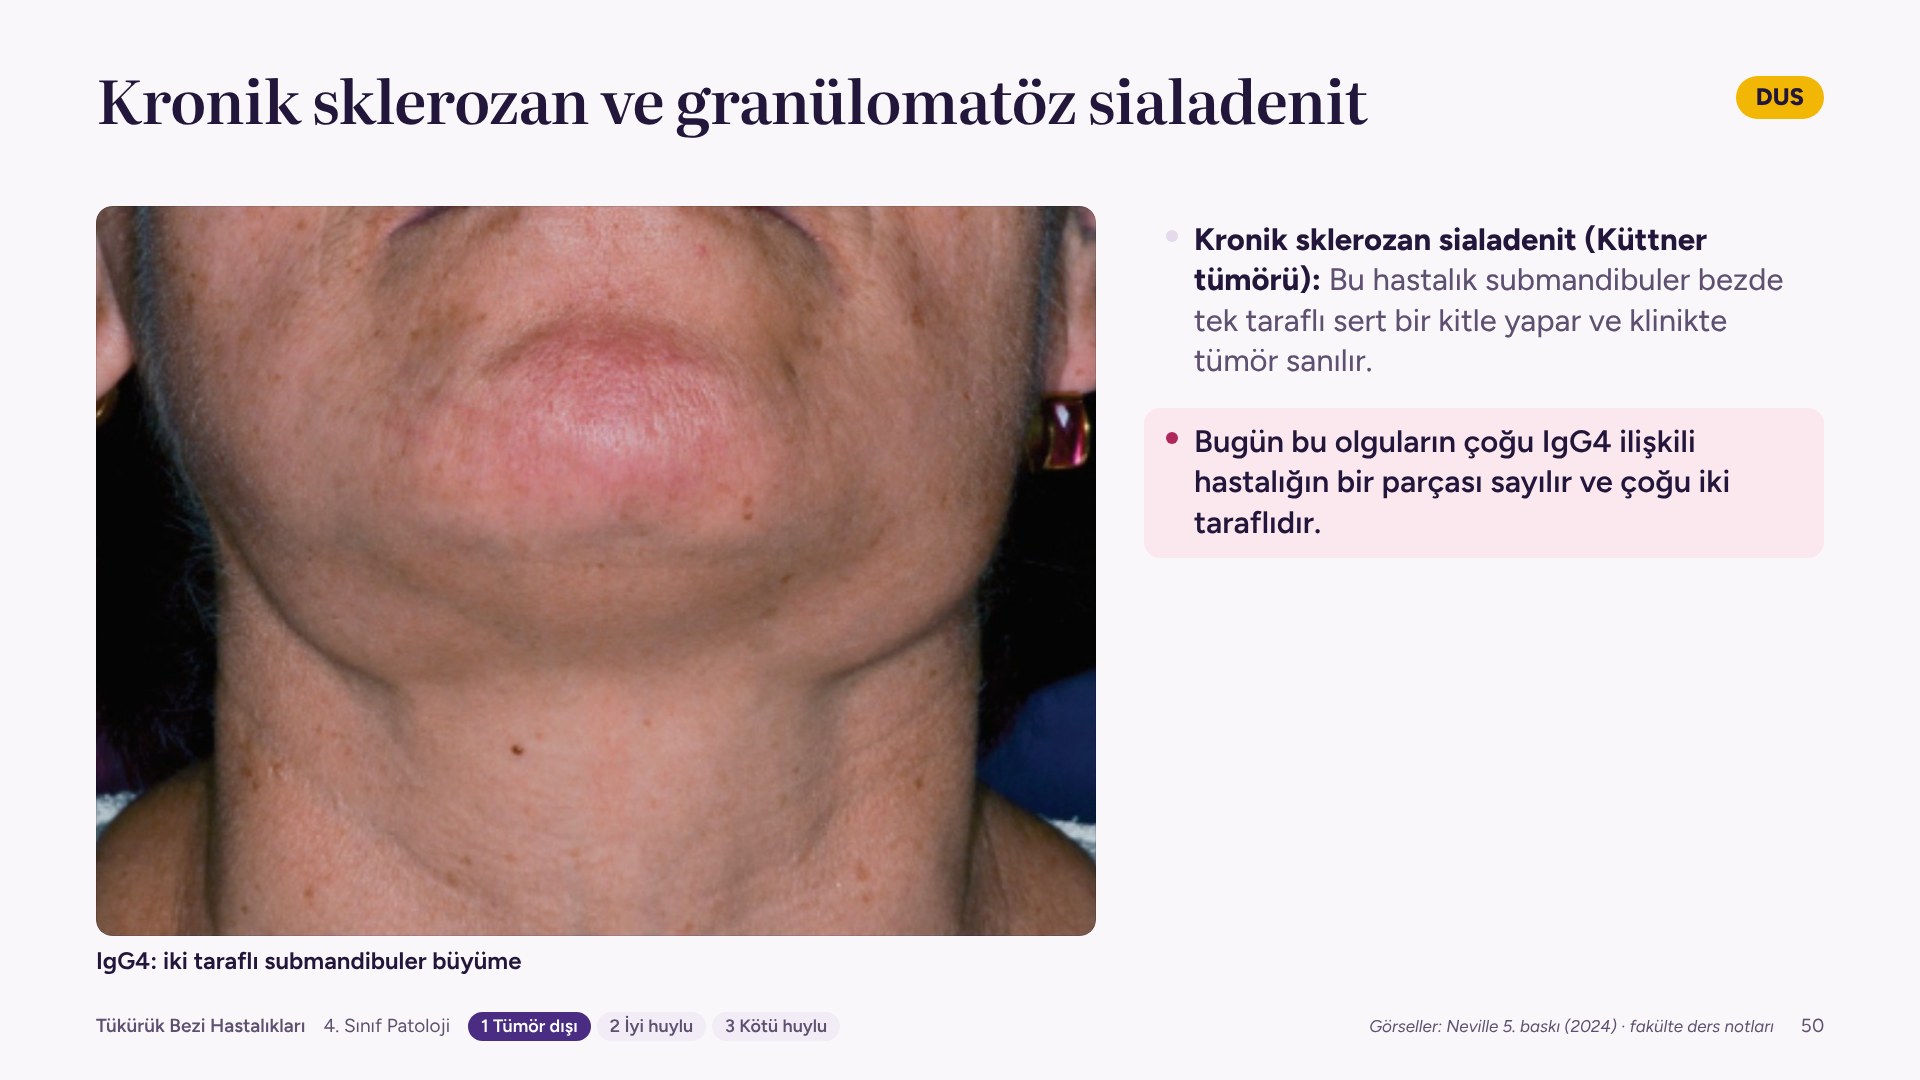 Kronik sklerozan ve granülomatöz sialadenit
DUS
Kronik sklerozan sialadenit (Küttner
tümörü): Bu hastalık submandibuler bezde
tek taraflı sert bir kitle yapar ve klinikte
tümör sanılır.
Bugün bu olguların çoğu IgG4 ilişkili
hastalığın bir parçası sayılır ve çoğu iki
taraflıdır.
IgG4: iki taraflı submandibuler büyüme
Tükürük Bezi Hastalıkları 4. Sınıf Patoloji 1 Tümör dışı 2 İyi huylu 3 Kötü huylu
Görseller: Neville 5. baskı (2024) · fakülte ders notları 50